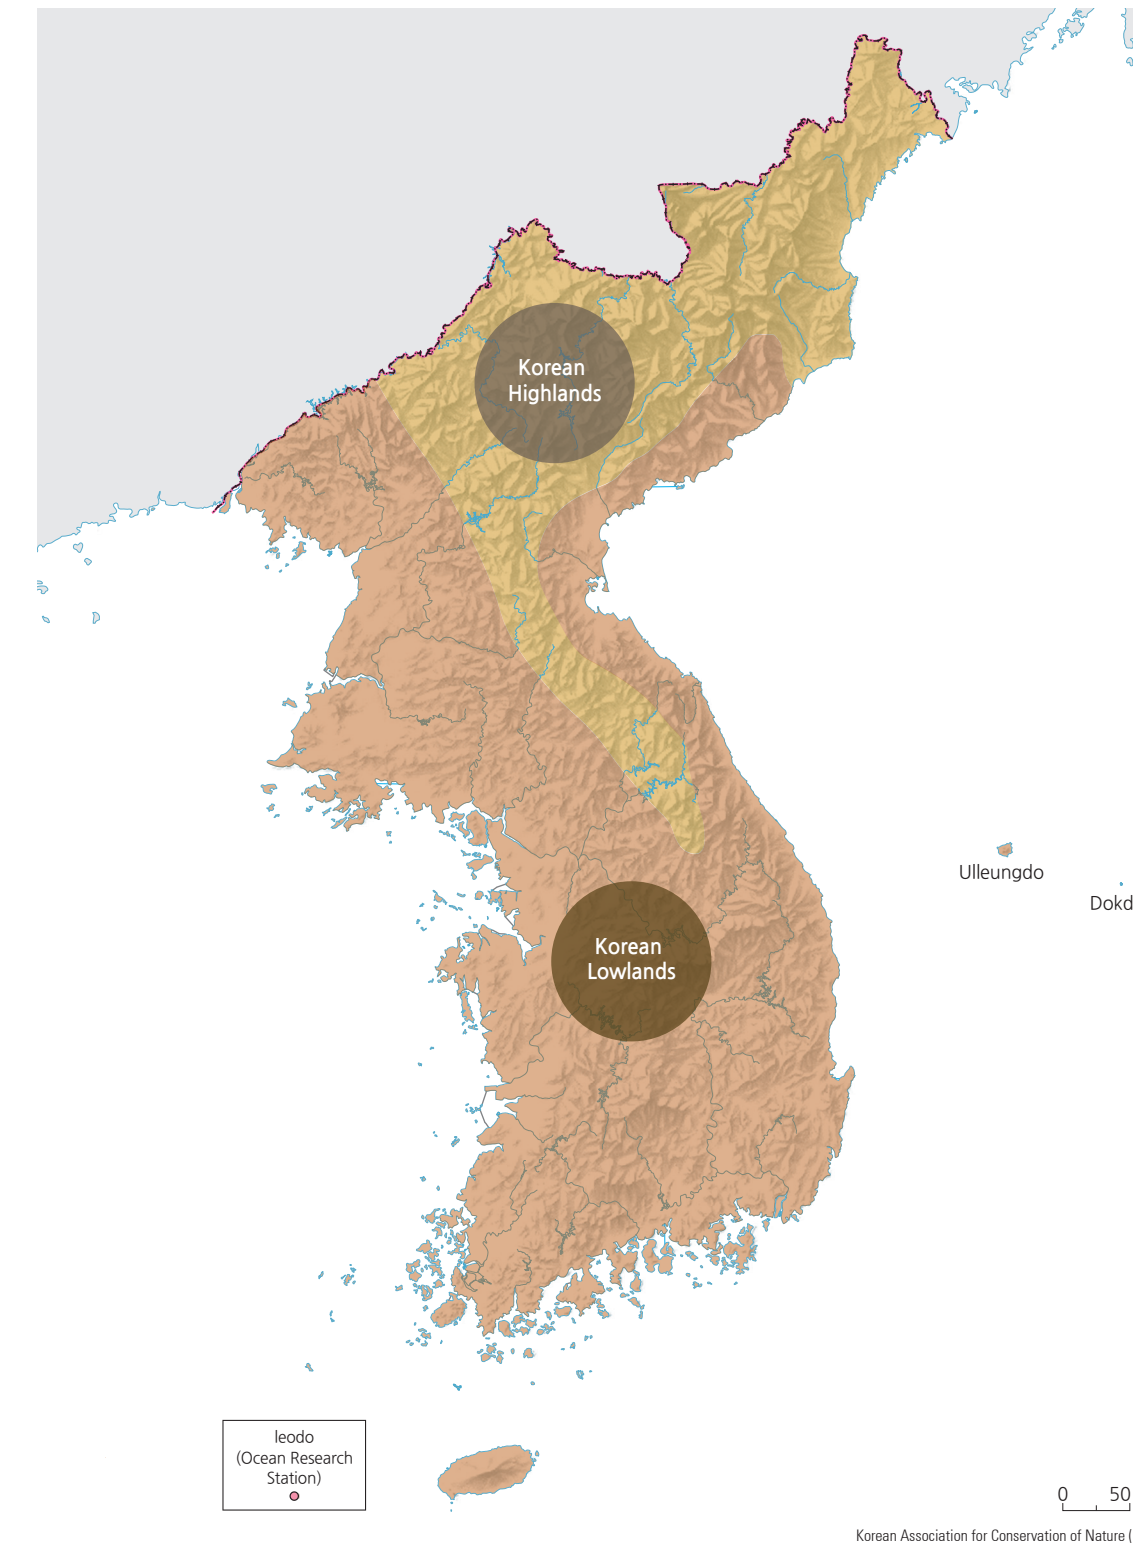 Korean
Highlands
Ulleungdo
Dokd
Korean
Lowlands
Ieodo
(Ocean Research
Station)
0 50
Korean Association for Conservation of Nature (